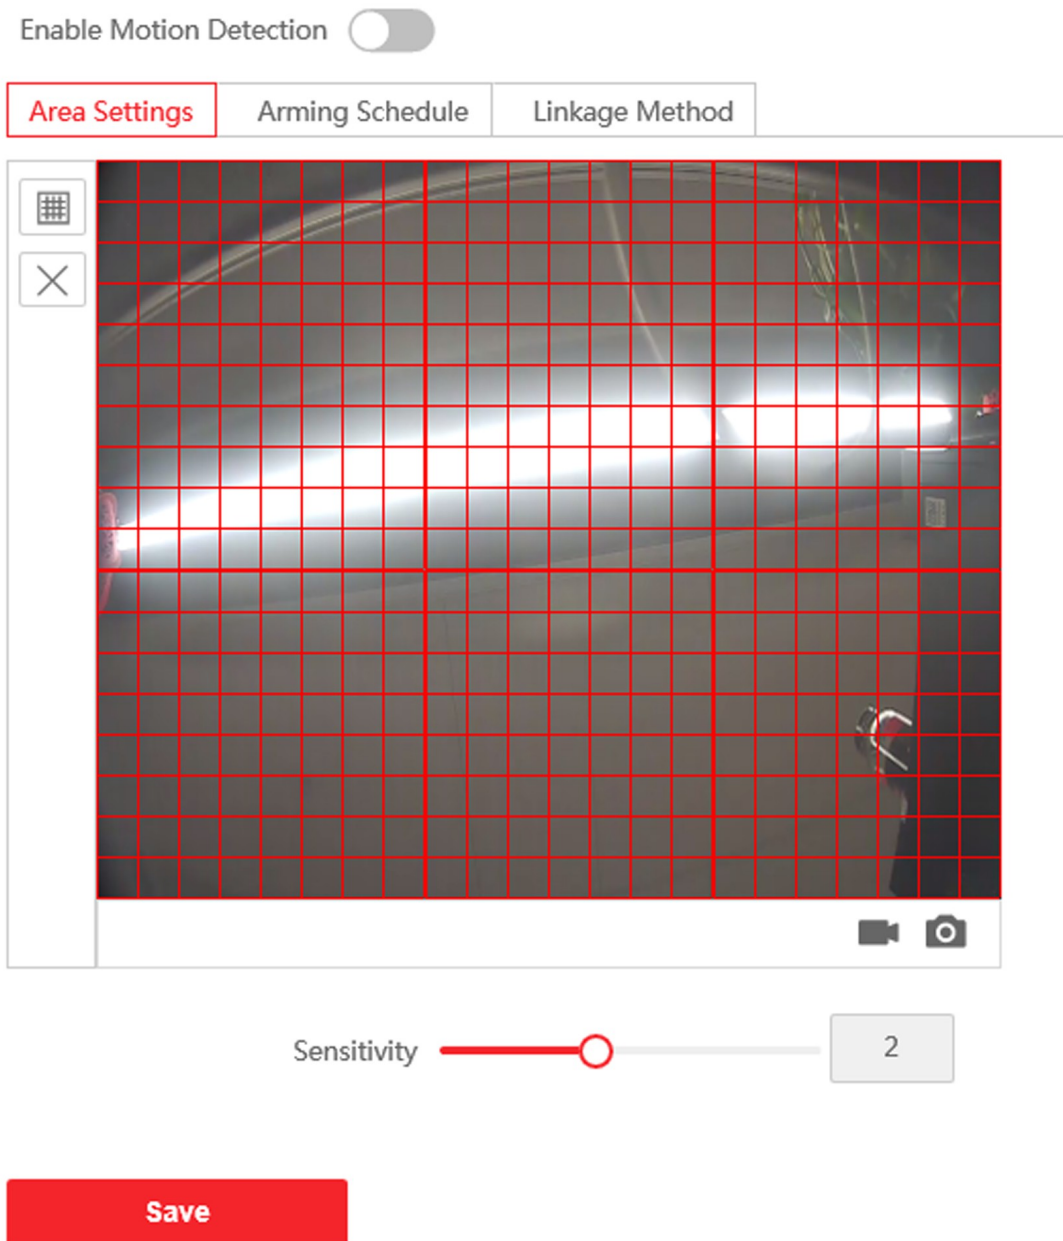 Enable Motion Detection
Area Settings Arming Schedule Linkage Method
Sensitivity 2
Save